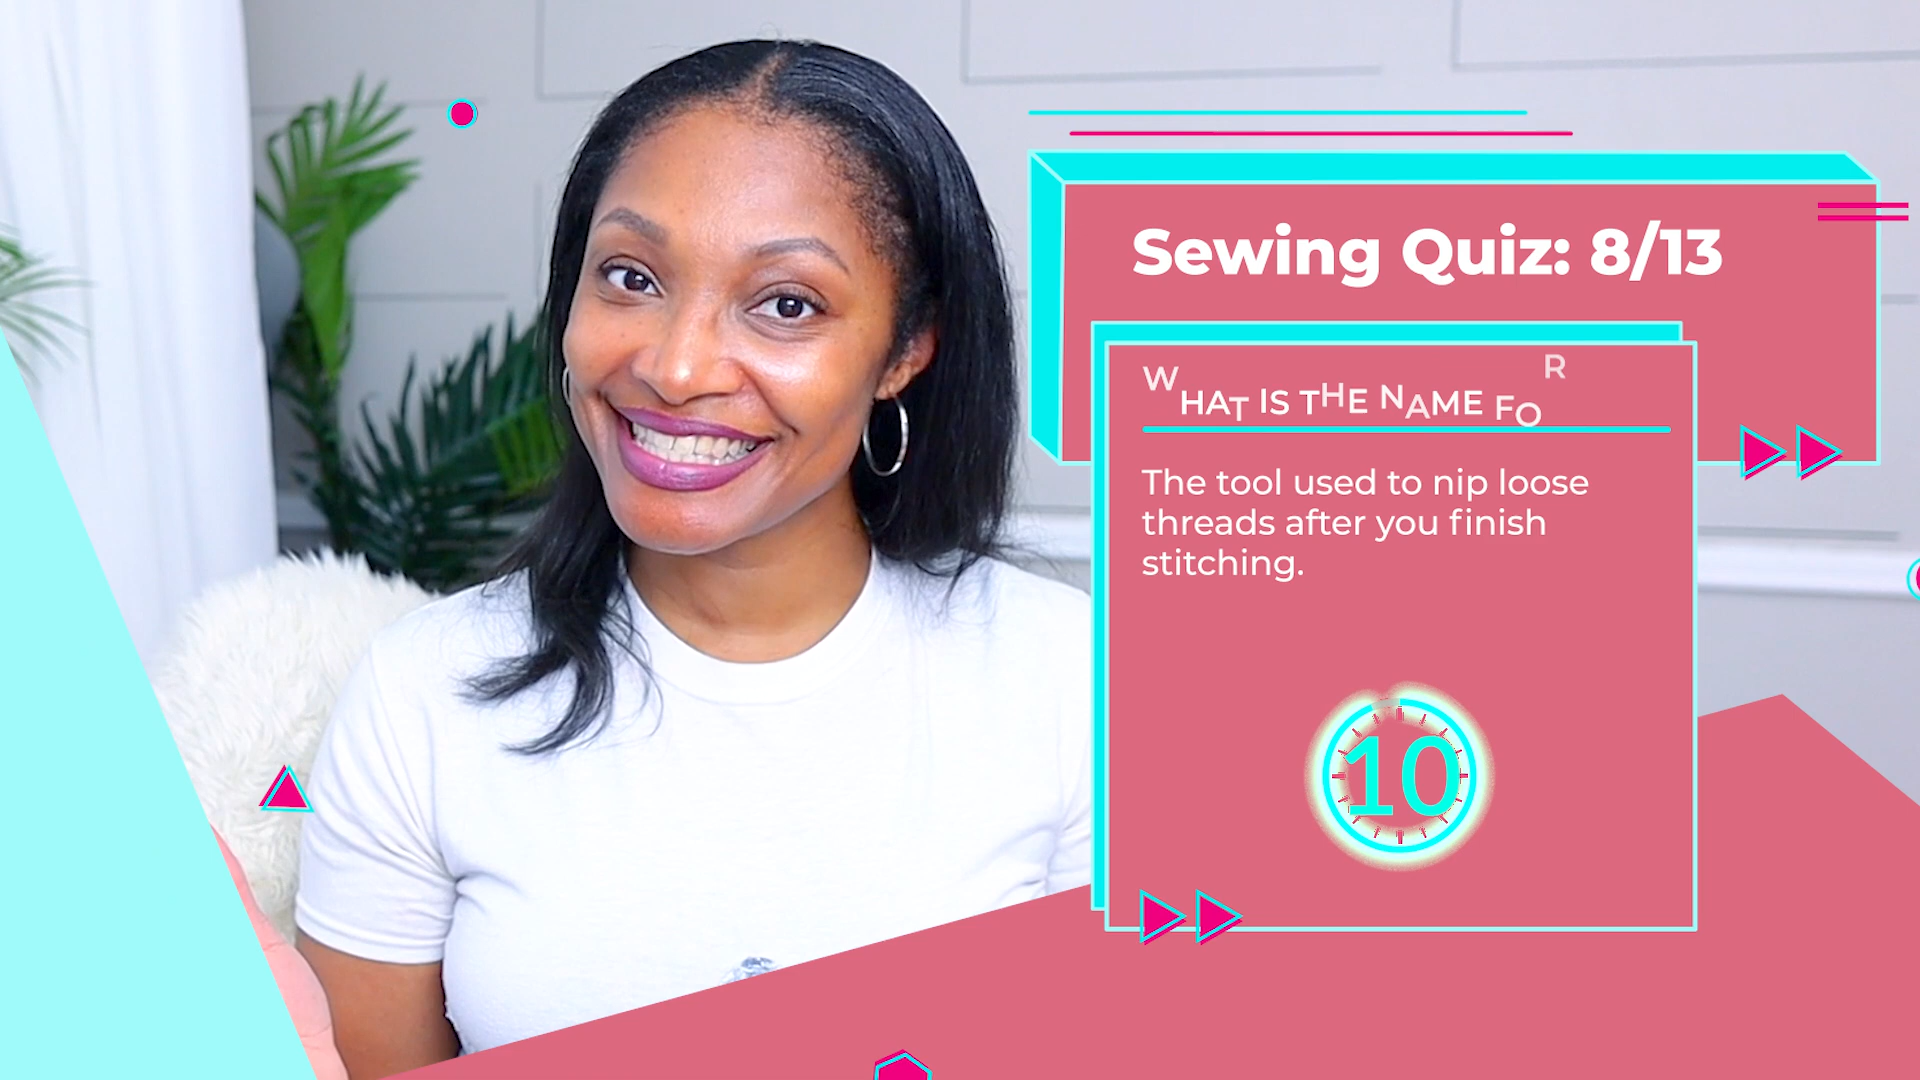 Sewing Quiz: 8/13
WHAT IS THE NAME FOR
The tool used to nip loose
threads after you finish
stitching.
10